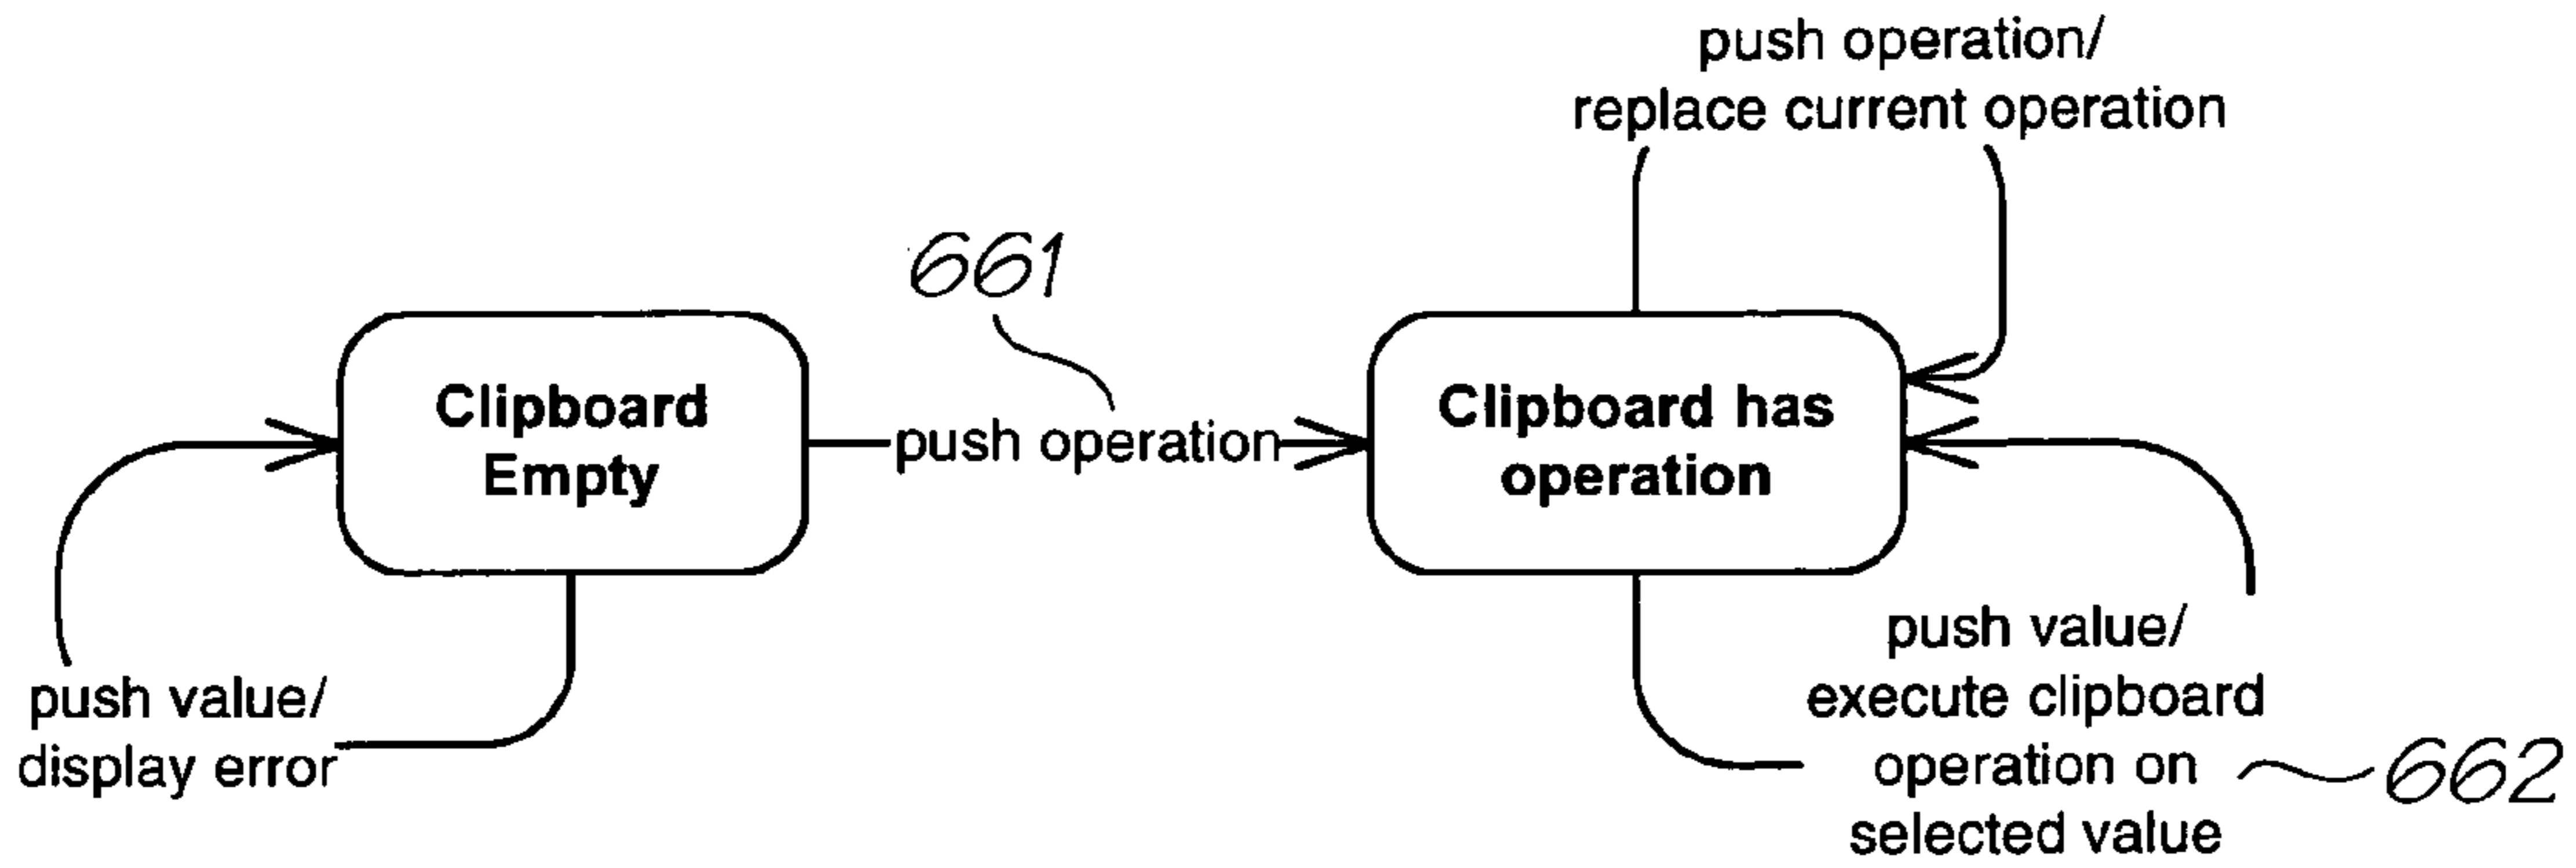 push operation/
replace current operation
661
Clipboard
Empty
push operation
Clipboard has
operation
push value/
display error
push value/
execute clipboard
operation on
selected value
662